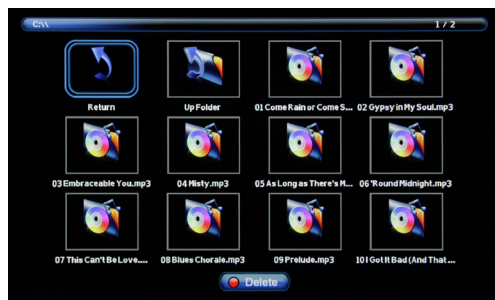 C:\\ 1 / 2
Return Up Folder 01 Come Rain or Come S... 02 Gypsy in My Soul.mp3
03 Embraceable You.mp3 04 Misty.mp3 05 As Long as There's M... 06 'Round Midnight.mp3
07 This Can't Be Love.... 08 Blues Chorale.mp3 09 Prelude.mp3 10 I Got It Bad (And That ...
Delete